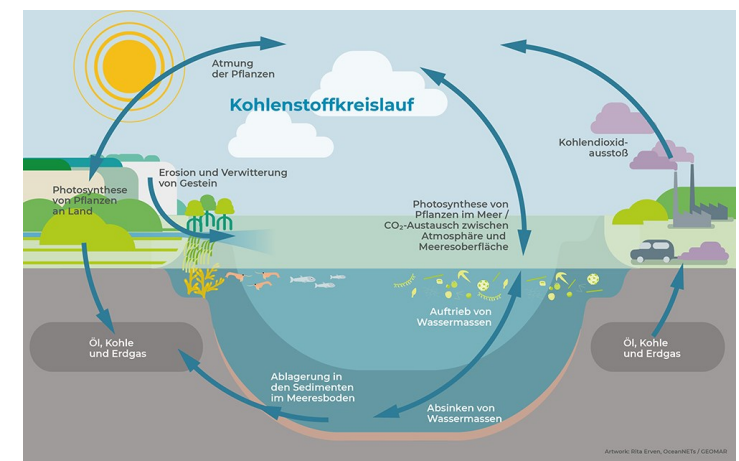 Atmung
der Pflanzen
Kohlenstoffkreislauf
Kohlendioxid-
ausstoß
Erosion und Verwitterung
von Gestein
Photosynthese
von Pflanzen
an Land
Photosynthese von
Pflanzen im Meer /
CO₂-Austausch zwischen
Atmosphäre und
Meeresoberfläche
Auftrieb von
Wassermassen
Öl, Kohle
und Erdgas
Öl, Kohle
und Erdgas
Ablagerung in
den Sedimenten
im Meeresboden
Absinken von
Wassermassen
Artwork: Rita Erven, OceanNETs / GEOMAR